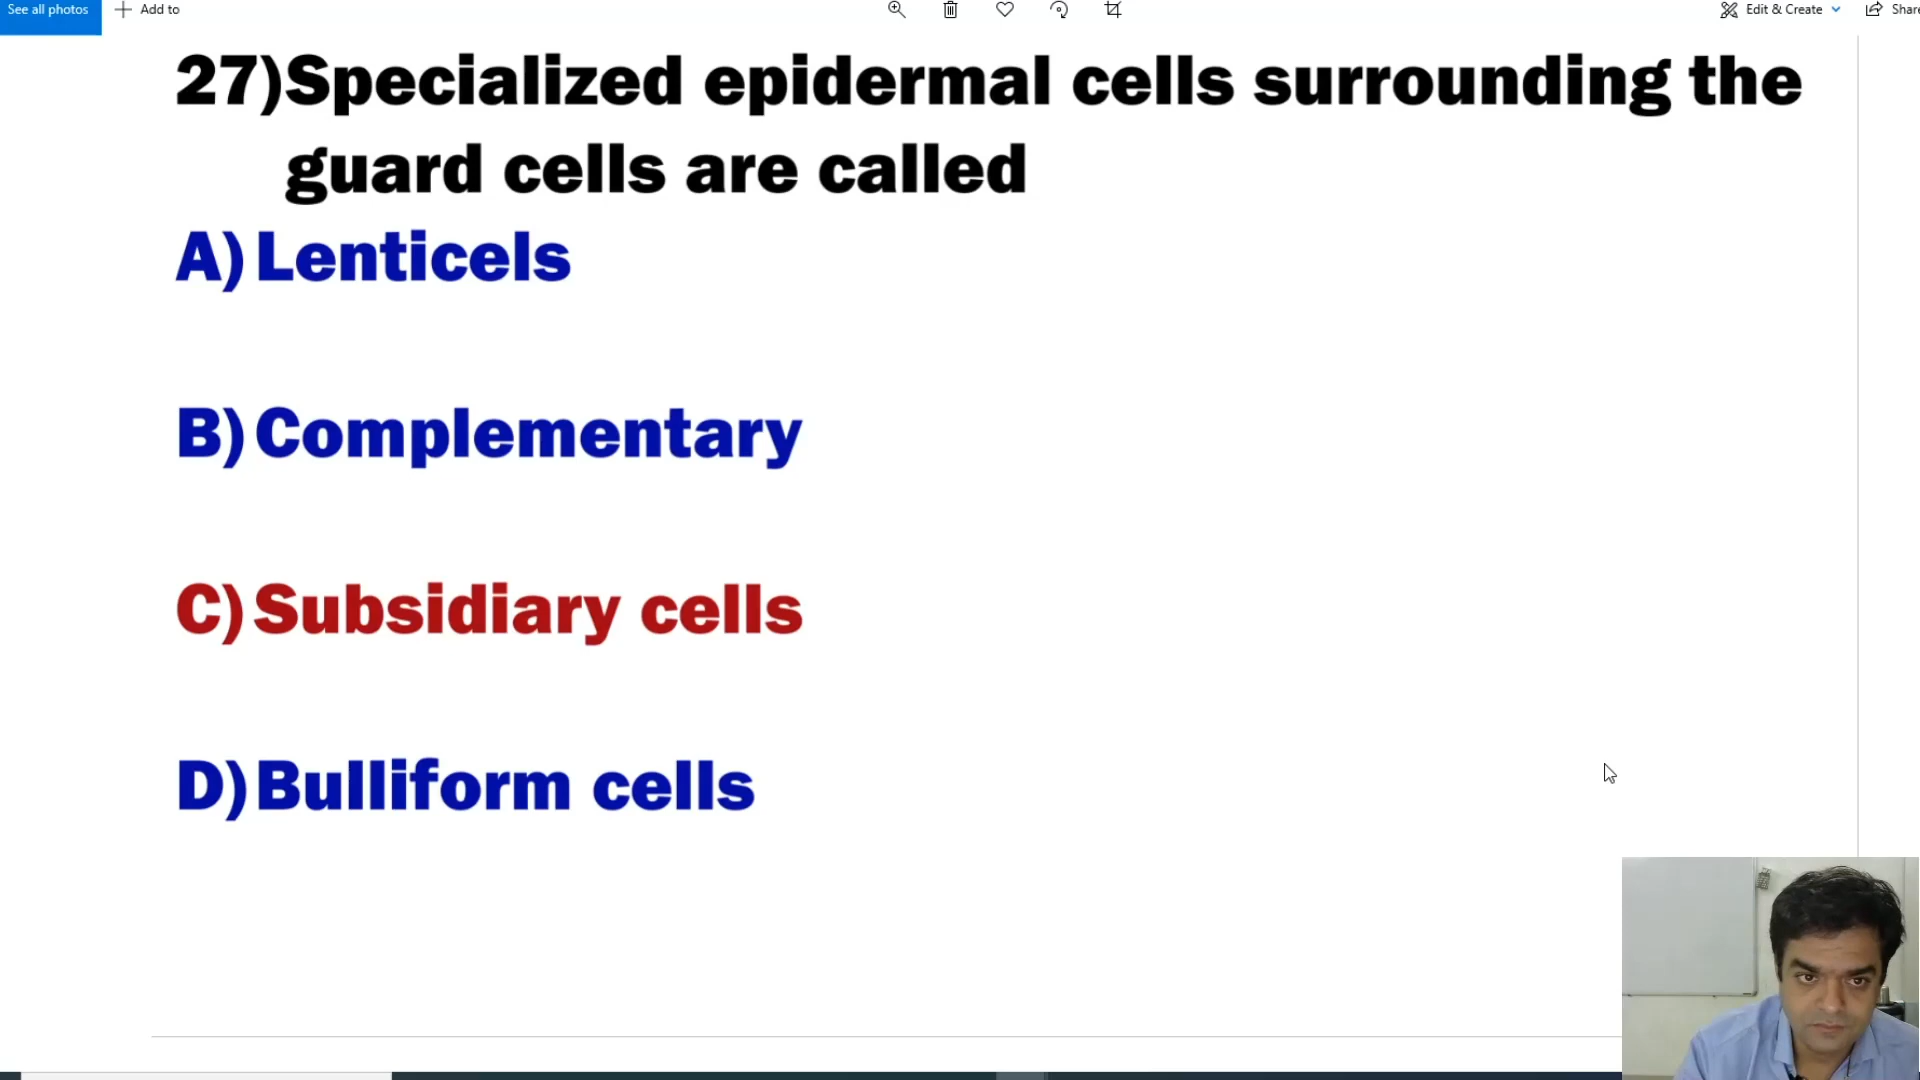 See all photos
Add to
Edit & Create
Share
27)Specialized epidermal cells surrounding the
guard cells are called
A) Lenticels
B) Complementary
C) Subsidiary cells
D) Bulliform cells